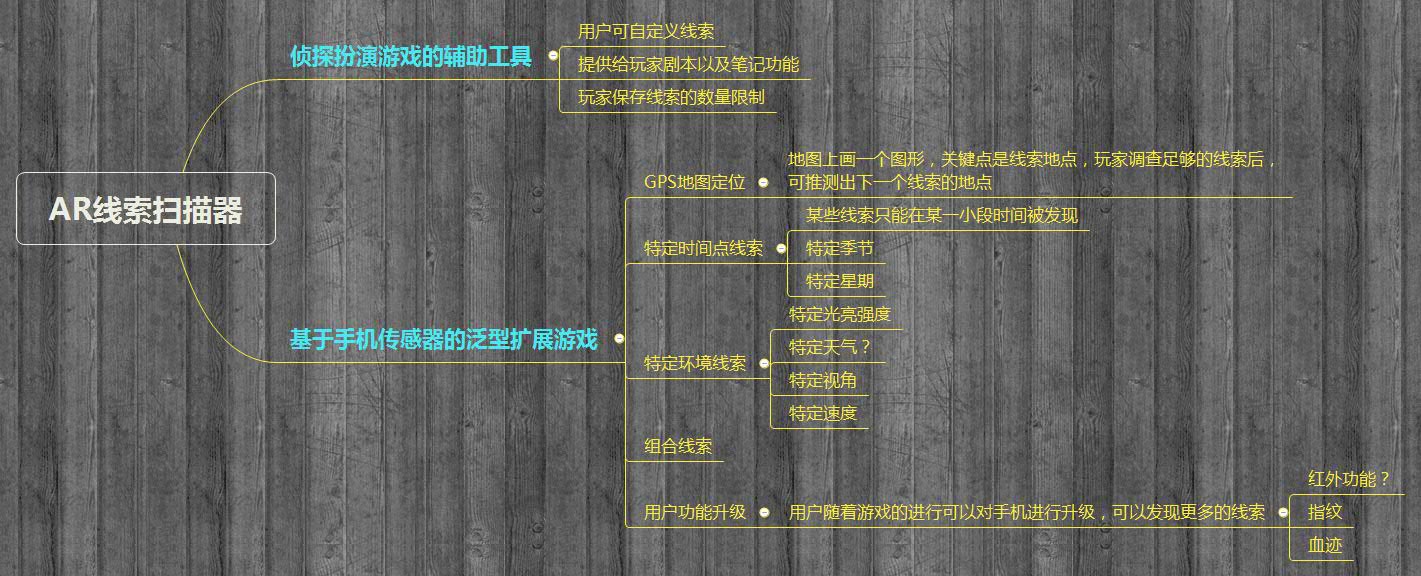 AR线索扫描器
侦探扮演游戏的辅助工具
用户可自定义线索
提供给玩家剧本以及笔记功能
玩家保存线索的数量限制
基于手机传感器的泛型扩展游戏
GPS地图定位
地图上画一个图形，关键点是线索地点，玩家调查足够的线索后，
可推测出下一个线索的地点
特定时间点线索
某些线索只能在某一小段时间被发现
特定季节
特定星期
特定环境线索
特定光亮强度
特定天气？
特定视角
特定速度
组合线索
用户功能升级
用户随着游戏的进行可以对手机进行升级，可以发现更多的线索
红外功能？
指纹
血迹